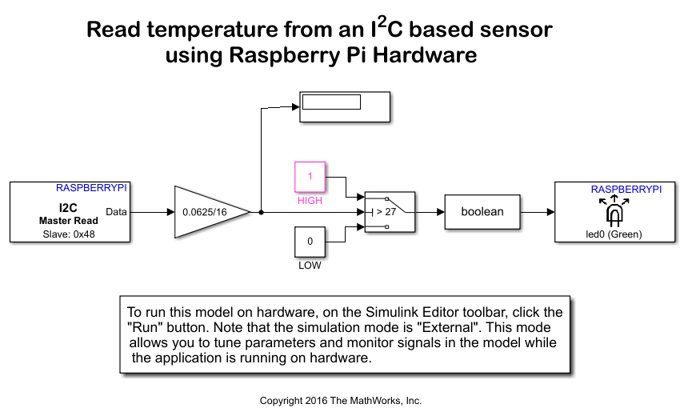 Read temperature from an I²C based sensor
using Raspberry Pi Hardware
RASPBERRYPI
I2C
Master Read
Slave: 0x48
Data
0.0625/16
1
HIGH
> 27
0
LOW
boolean
RASPBERRYPI
led0 (Green)
To run this model on hardware, on the Simulink Editor toolbar, click the
"Run" button. Note that the simulation mode is "External". This mode
allows you to tune parameters and monitor signals in the model while
the application is running on hardware.
Copyright 2016 The MathWorks, Inc.